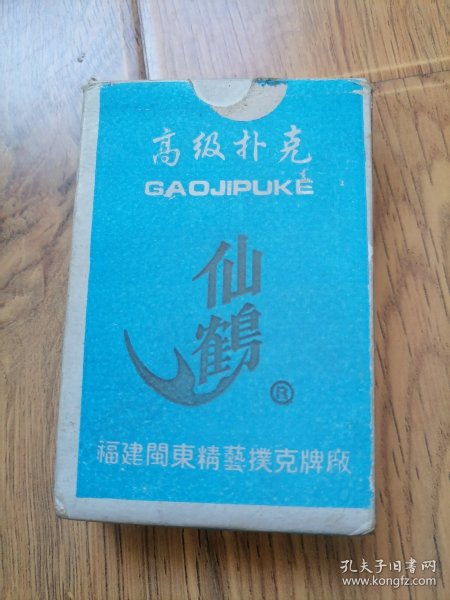 高级扑克
GAOJIPUKE
仙鹤
®
福建閩東精藝撲克牌廠
孔夫子旧书网
www.kongfz.com